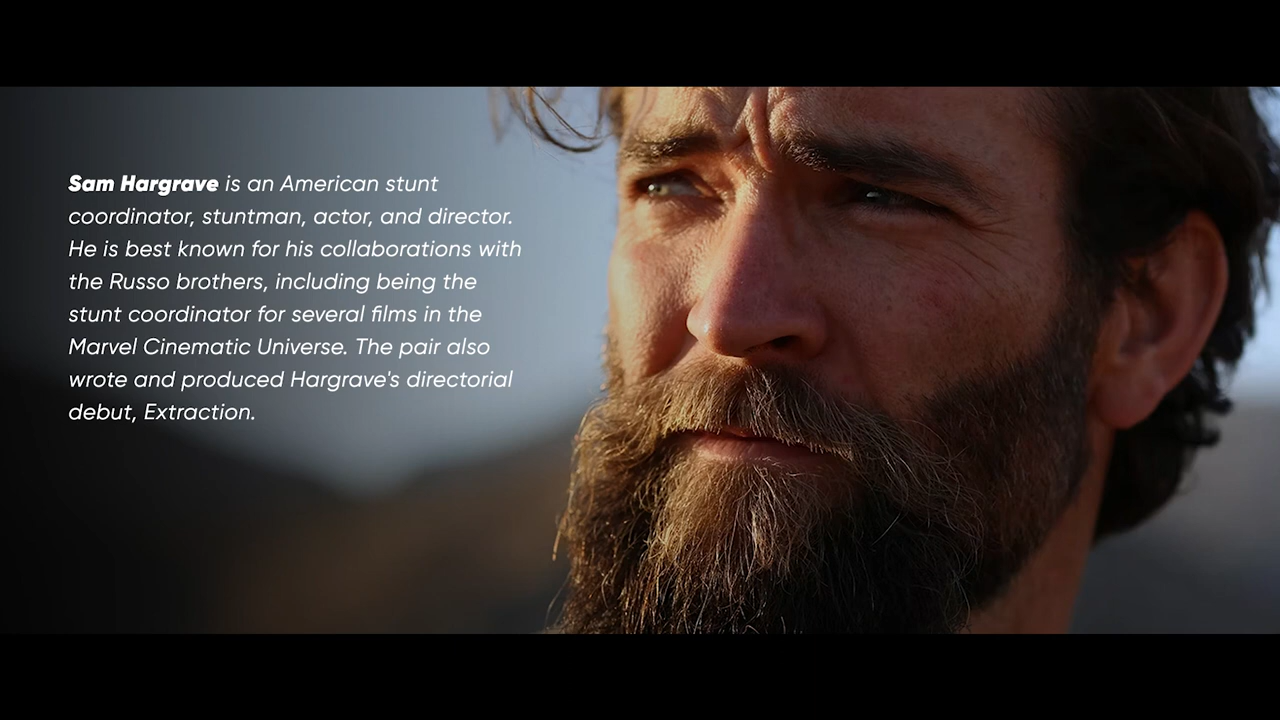 Sam Hargrave is an American stunt
coordinator, stuntman, actor, and director.
He is best known for his collaborations with
the Russo brothers, including being the
stunt coordinator for several films in the
Marvel Cinematic Universe. The pair also
wrote and produced Hargrave's directorial
debut, Extraction.